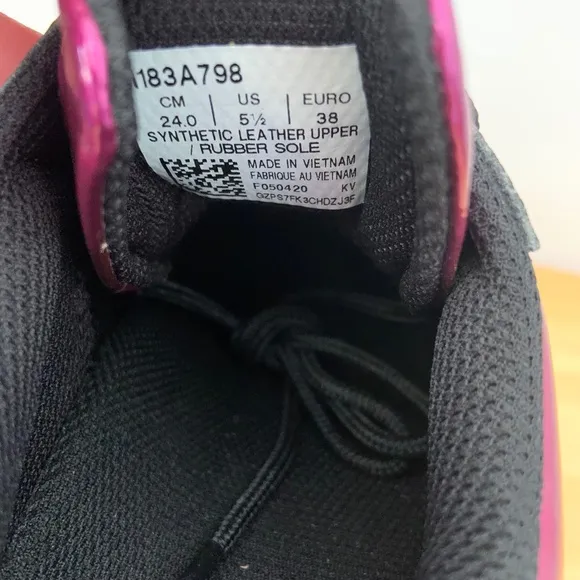 1183A798
CM | US | EURO
24.0 | 5½ | 38
SYNTHETIC LEATHER UPPER
/ RUBBER SOLE
MADE IN VIETNAM
FABRIQUE AU VIETNAM
F050420 KV
GZPS7FK3CHDZJ3F